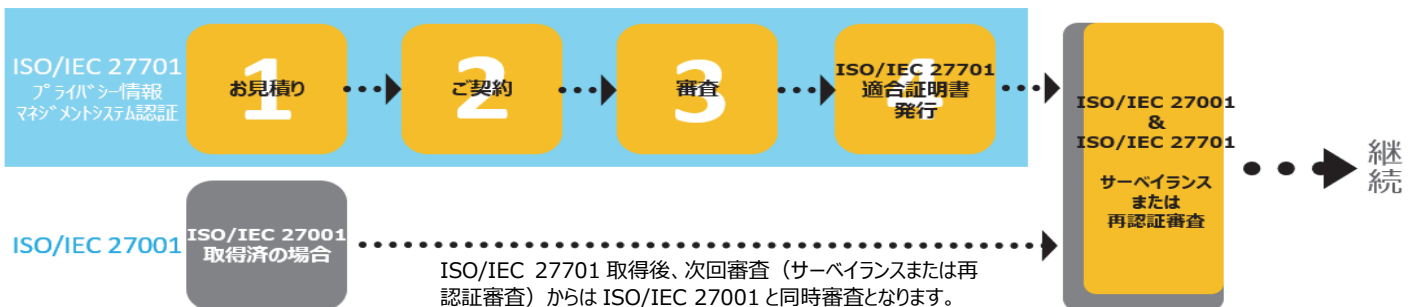 ISO/IEC 27701
プライバシー情報
マネジメントシステム認証
1
お見積り
2
ご契約
3
審査
4
ISO/IEC 27701
適合証明書
発行
ISO/IEC 27001
&
ISO/IEC 27701
サーベイランス
または
再認証審査
継
続
ISO/IEC 27001
ISO/IEC 27001
取得済の場合
ISO/IEC 27701 取得後、次回審査（サーベイランスまたは再
認証審査）からは ISO/IEC 27001 と同時審査となります。